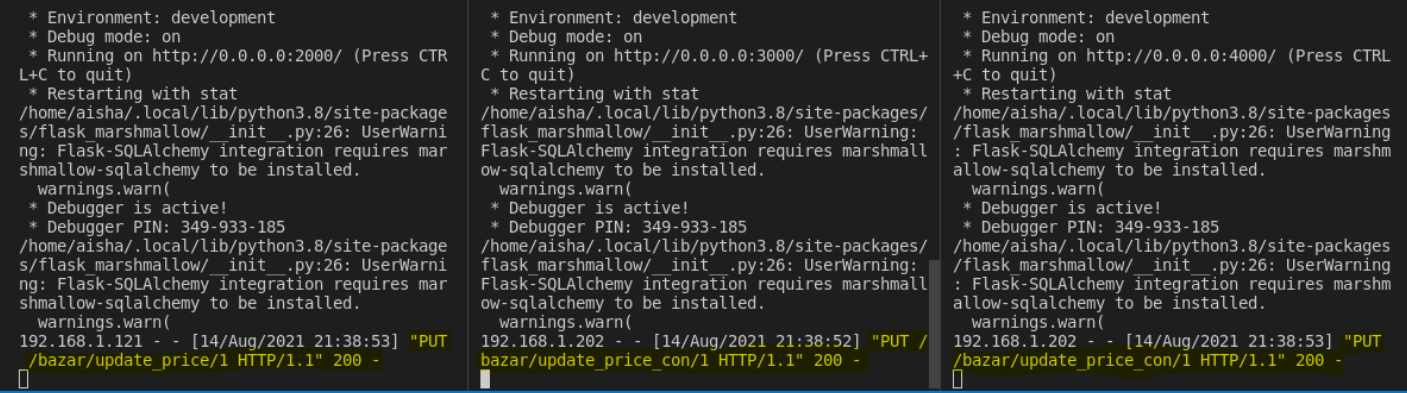 * Environment: development
 * Debug mode: on
 * Running on http://0.0.0.0:2000/ (Press CTR
L+C to quit)
 * Restarting with stat
/home/aisha/.local/lib/python3.8/site-package
s/flask_marshmallow/__init__.py:26: UserWarni
ng: Flask-SQLAlchemy integration requires mar
shmallow-sqlalchemy to be installed.
  warnings.warn(
 * Debugger is active!
 * Debugger PIN: 349-933-185
/home/aisha/.local/lib/python3.8/site-package
s/flask_marshmallow/__init__.py:26: UserWarni
ng: Flask-SQLAlchemy integration requires mar
shmallow-sqlalchemy to be installed.
  warnings.warn(
192.168.1.121 - - [14/Aug/2021 21:38:53] "PUT
 /bazar/update_price/1 HTTP/1.1" 200 -
 * Environment: development
 * Debug mode: on
 * Running on http://0.0.0.0:3000/ (Press CTRL+
C to quit)
 * Restarting with stat
/home/aisha/.local/lib/python3.8/site-packages/
flask_marshmallow/__init__.py:26: UserWarning:
Flask-SQLAlchemy integration requires marshmall
ow-sqlalchemy to be installed.
  warnings.warn(
 * Debugger is active!
 * Debugger PIN: 349-933-185
/home/aisha/.local/lib/python3.8/site-packages/
flask_marshmallow/__init__.py:26: UserWarning:
Flask-SQLAlchemy integration requires marshmall
ow-sqlalchemy to be installed.
  warnings.warn(
192.168.1.202 - - [14/Aug/2021 21:38:52] "PUT /
bazar/update_price_con/1 HTTP/1.1" 200 -
 * Environment: development
 * Debug mode: on
 * Running on http://0.0.0.0:4000/ (Press CTRL
+C to quit)
 * Restarting with stat
/home/aisha/.local/lib/python3.8/site-packages
/flask_marshmallow/__init__.py:26: UserWarning
: Flask-SQLAlchemy integration requires marshm
allow-sqlalchemy to be installed.
  warnings.warn(
 * Debugger is active!
 * Debugger PIN: 349-933-185
/home/aisha/.local/lib/python3.8/site-packages
/flask_marshmallow/__init__.py:26: UserWarning
: Flask-SQLAlchemy integration requires marshm
allow-sqlalchemy to be installed.
  warnings.warn(
192.168.1.202 - - [14/Aug/2021 21:38:53] "PUT
/bazar/update_price_con/1 HTTP/1.1" 200 -